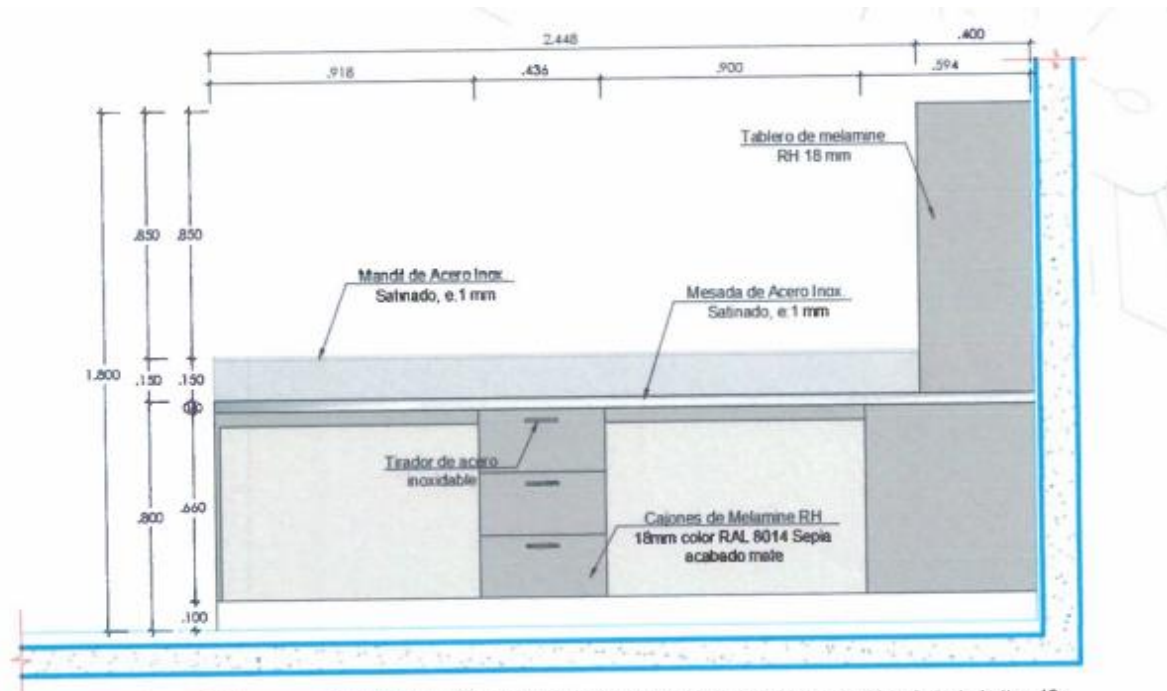 2.448
.400
.918
.436
.900
.594
Tablero de melamine
RH 18 mm
.850
.850
Mandil de Acero Inox.
Satinado, e:1 mm
Mesada de Acero Inox.
Satinado, e:1 mm
1.800
.150
.150
Tirador de acero
inoxidable
.800
.660
Cajones de Melamine RH
18mm color RAL 8014 Sepia
acabado mate
.100